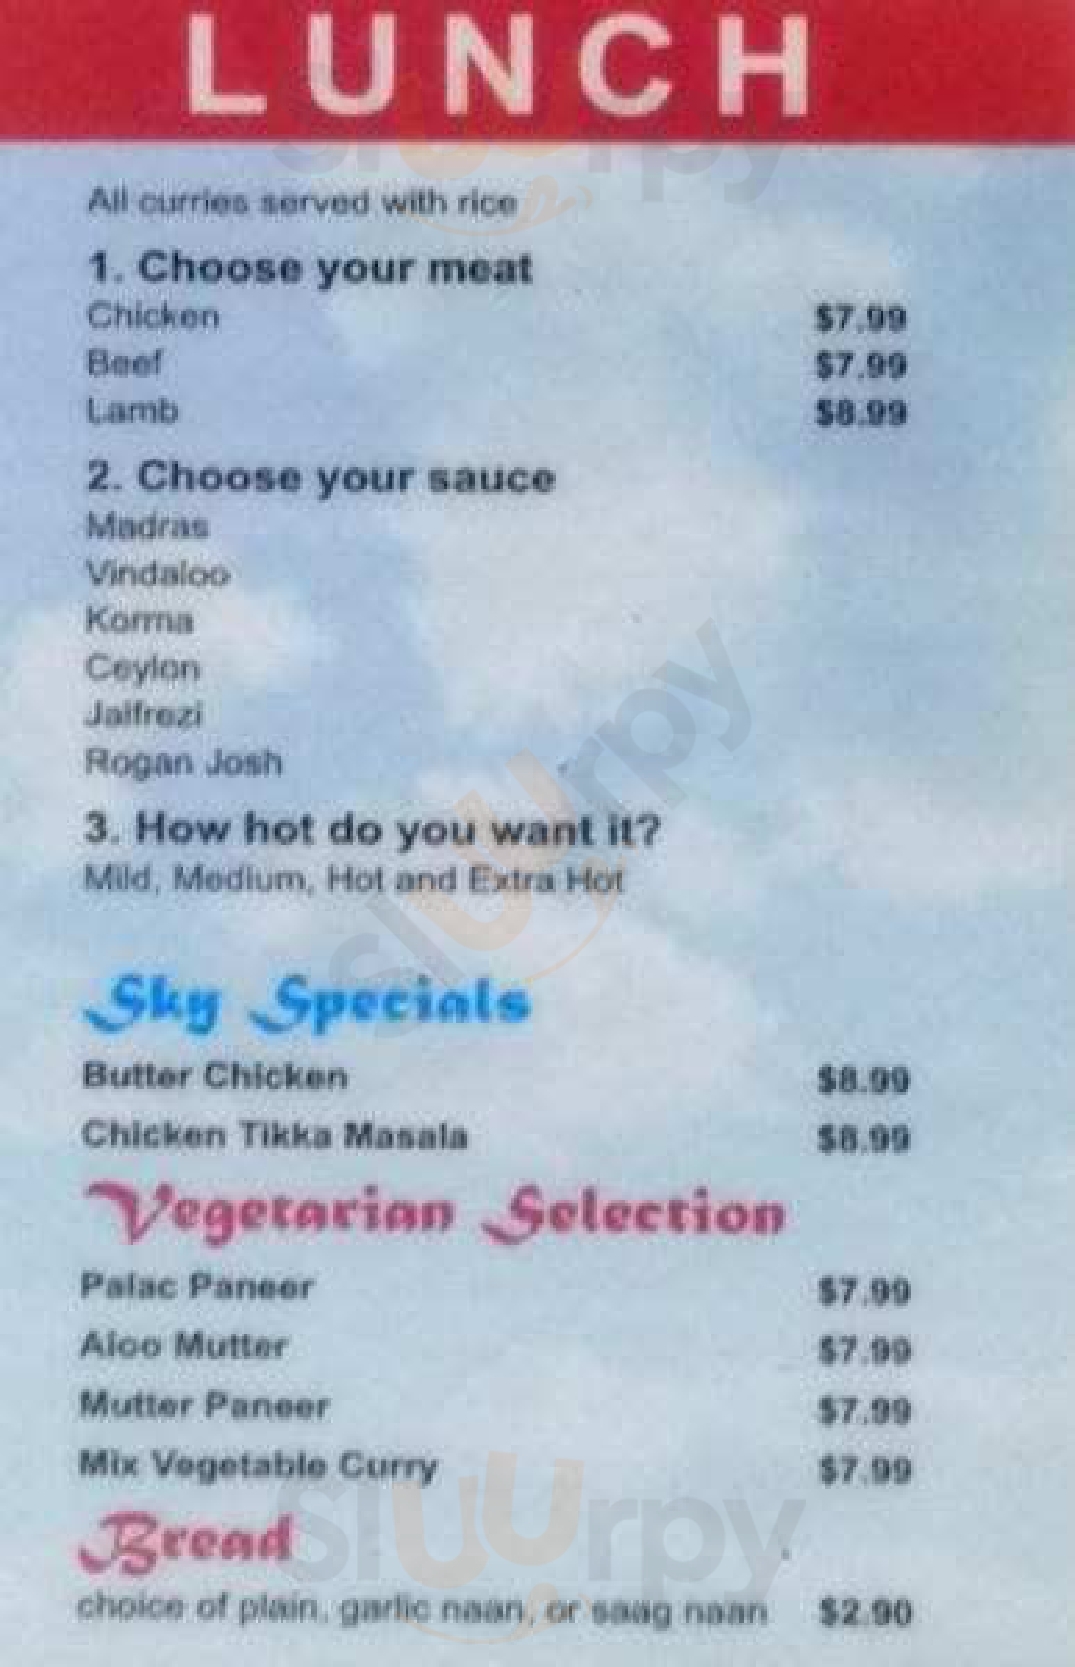 LUNCH
All curries served with rice
1. Choose your meat
Chicken $7.99
Beef $7.99
Lamb $8.99
2. Choose your sauce
Madras
Vindaloo
Korma
Ceylon
Jalfrezi
Rogan Josh
3. How hot do you want it?
Mild, Medium, Hot and Extra Hot
Sky Specials
Butter Chicken $8.99
Chicken Tikka Masala $8.99
Vegetarian Selection
Palac Paneer $7.99
Aloo Mutter $7.99
Mutter Paneer $7.99
Mix Vegetable Curry $7.99
Bread
choice of plain, garlic naan, or saag naan $2.90
sluurpy
sluurpy
sluurpy